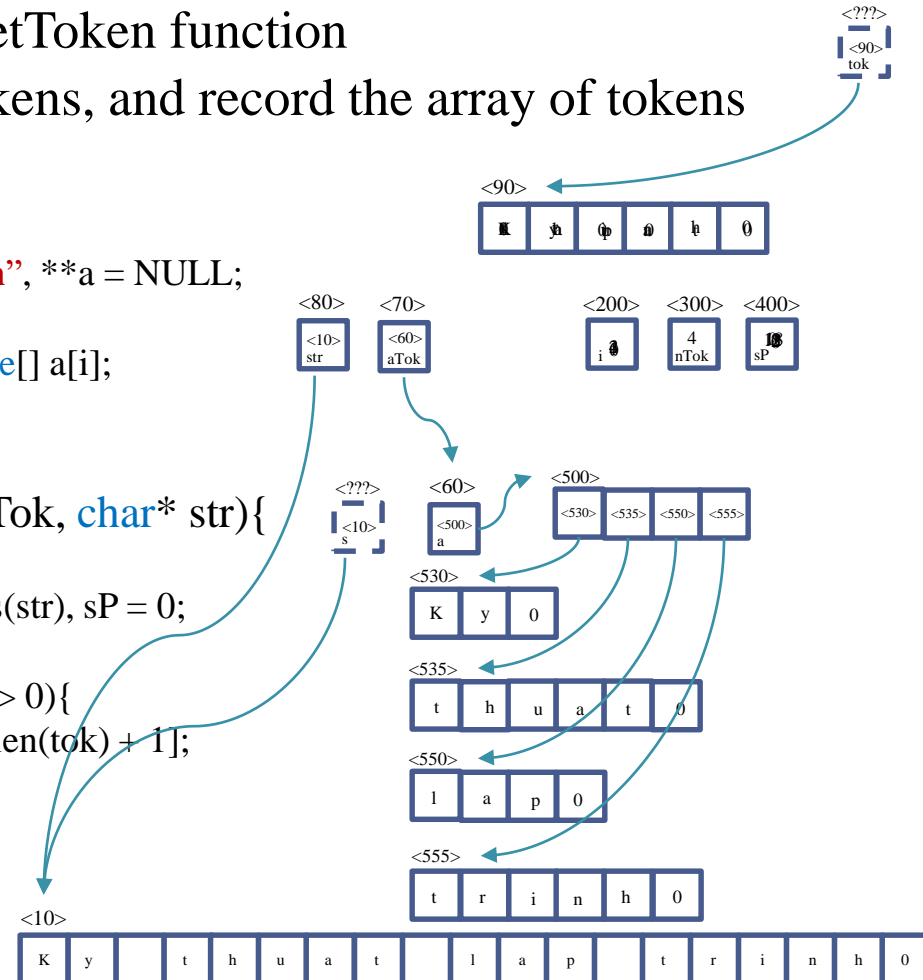 <???>
etToken function
<90>
tok
kens, and record the array of tokens
<90>
n”, **a = NULL;
<80> <70> <200> <300> <400>
<10> <60> 4
str aTok i nTok sP
e[] a[i];
<500>
<???> <60>
Tok, char* str){
<530> <535> <550> <555>
<10> <500>
s a
<530>
s(str), sP = 0;
K y 0
<535>
> 0){
t h u a t 0
len(tok) + 1];
<550>
l a p 0
<555>
t r i n h 0
<10>
K y t h u a t l a p t r i n h 0